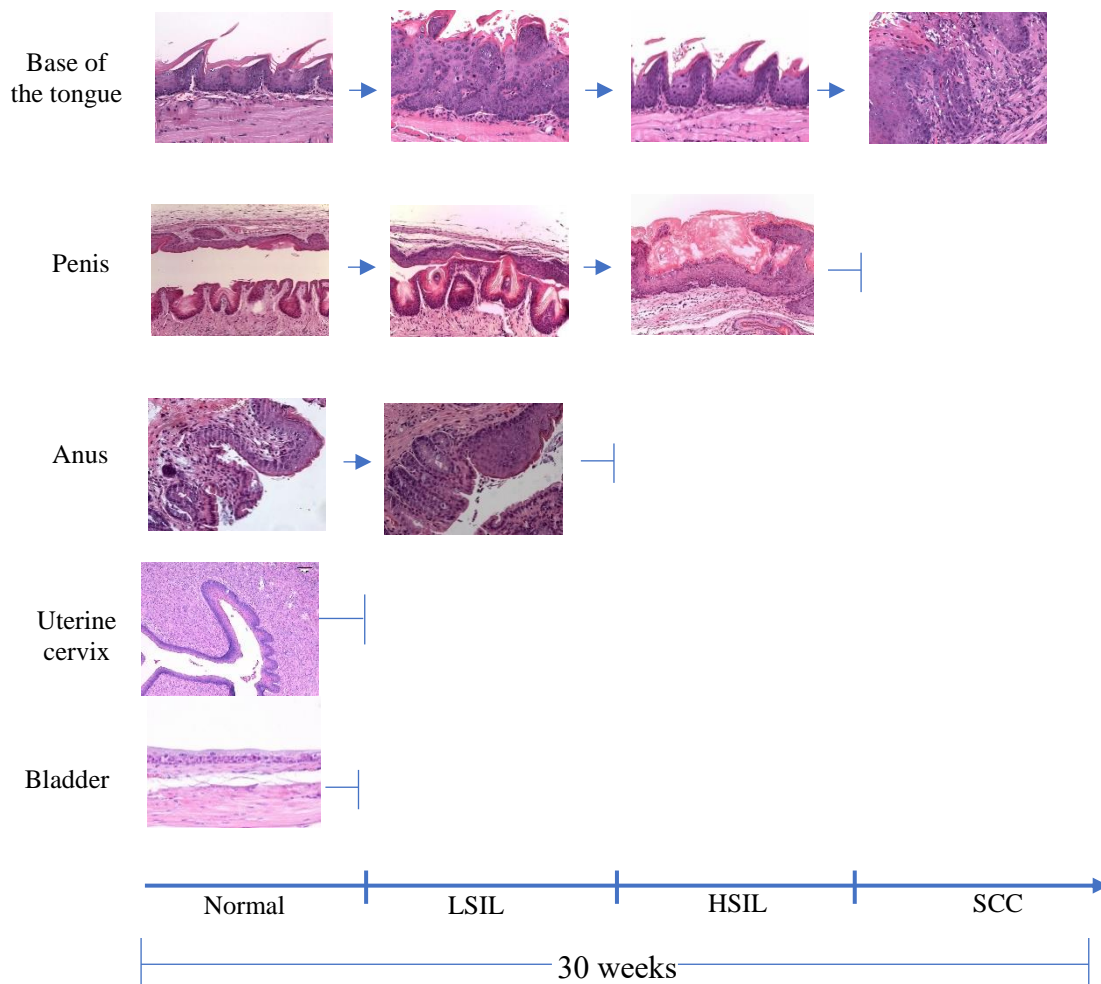 Base of
the tongue
Penis
Anus
Uterine
cervix
Bladder
Normal
LSIL
HSIL
SCC
30 weeks